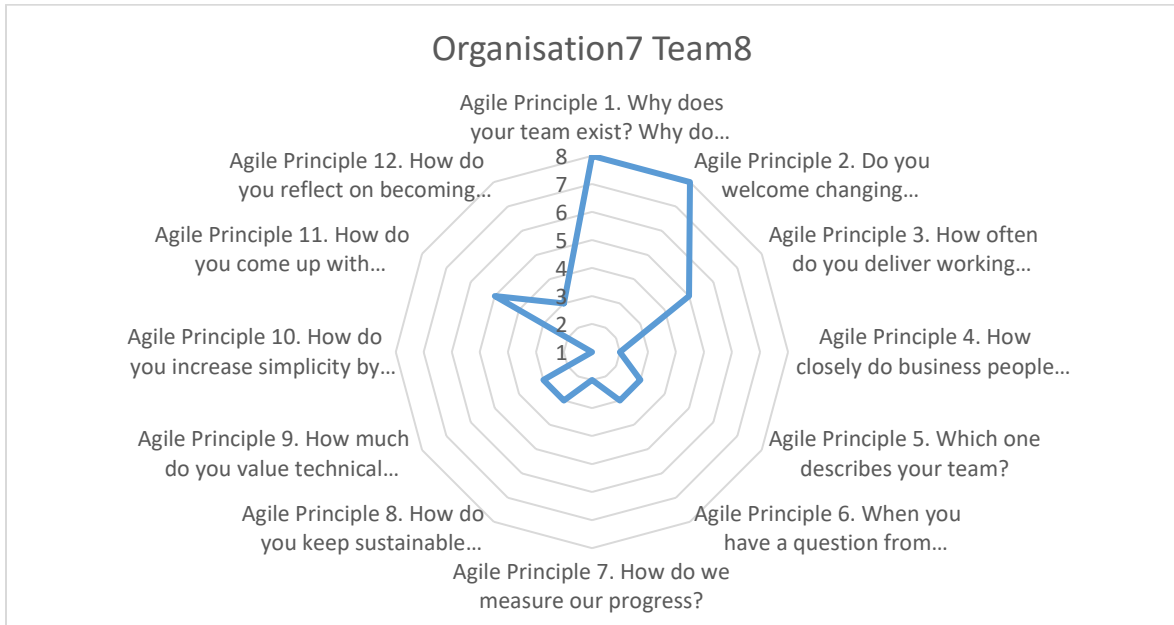 Organisation7 Team8
Agile Principle 1. Why does
your team exist? Why do…
Agile Principle 2. Do you
welcome changing…
Agile Principle 3. How often
do you deliver working…
Agile Principle 4. How
closely do business people…
Agile Principle 5. Which one
describes your team?
Agile Principle 6. When you
have a question from…
Agile Principle 7. How do we
measure our progress?
Agile Principle 8. How do
you keep sustainable…
Agile Principle 9. How much
do you value technical…
Agile Principle 10. How do
you increase simplicity by…
Agile Principle 11. How do
you come up with…
Agile Principle 12. How do
you reflect on becoming…
8
7
6
5
4
3
2
1